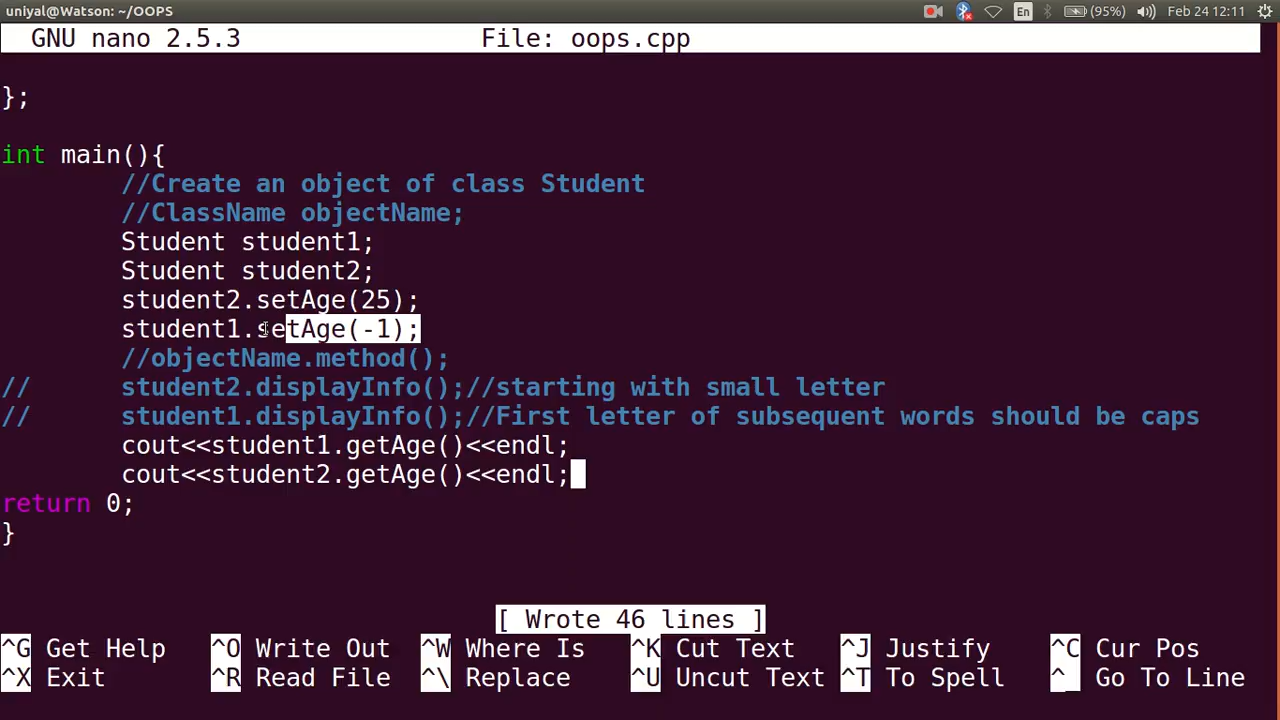 uniyal@Watson: ~/OOPS En (95%) Feb 24 12:11
GNU nano 2.5.3 File: oops.cpp
};
int main(){
//Create an object of class Student
//ClassName objectName;
Student student1;
Student student2;
student2.setAge(25);
student1.setAge(-1);
//objectName.method();
// student2.displayInfo();//starting with small letter
// student1.displayInfo();//First letter of subsequent words should be caps
cout<<student1.getAge()<<endl;
cout<<student2.getAge()<<endl;
return 0;
}
[ Wrote 46 lines ]
^G Get Help ^O Write Out ^W Where Is ^K Cut Text ^J Justify ^C Cur Pos
^X Exit ^R Read File ^\ Replace ^U Uncut Text ^T To Spell ^_ Go To Line